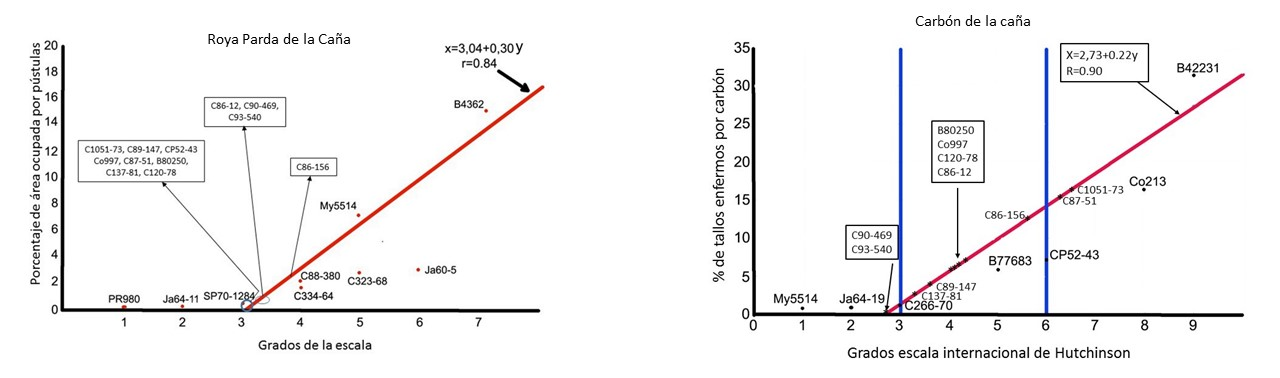 Roya Parda de la Caña
Porcentaje de área ocupada por pústulas
20
18
16
14
12
10
8
6
4
2
0
x=3,04+0,30y
r=0.84
B4362
C86-12, C90-469,
C93-540
C1051-73, C89-147, CP52-43
Co997, C87-51, B80250,
C137-81, C120-78
C86-156
My5514
C88-380
C334-64
C323-68
Ja60-5
PR980
Ja64-11
SP70-1284
1 2 3 4 5 6 7
Grados de la escala
Carbón de la caña
% de tallos enfermos por carbón
35
30
25
20
15
10
5
0
X=2,73+0.22y
R=0.90
B42231
B80250
Co997
C120-78
C86-12
Co213
C1051-73
C87-51
C86-156
C90-469
C93-540
CP52-43
B77683
C89-147
C137-81
C266-70
My5514
Ja64-19
0 1 2 3 4 5 6 7 8 9
Grados escala internacional de Hutchinson